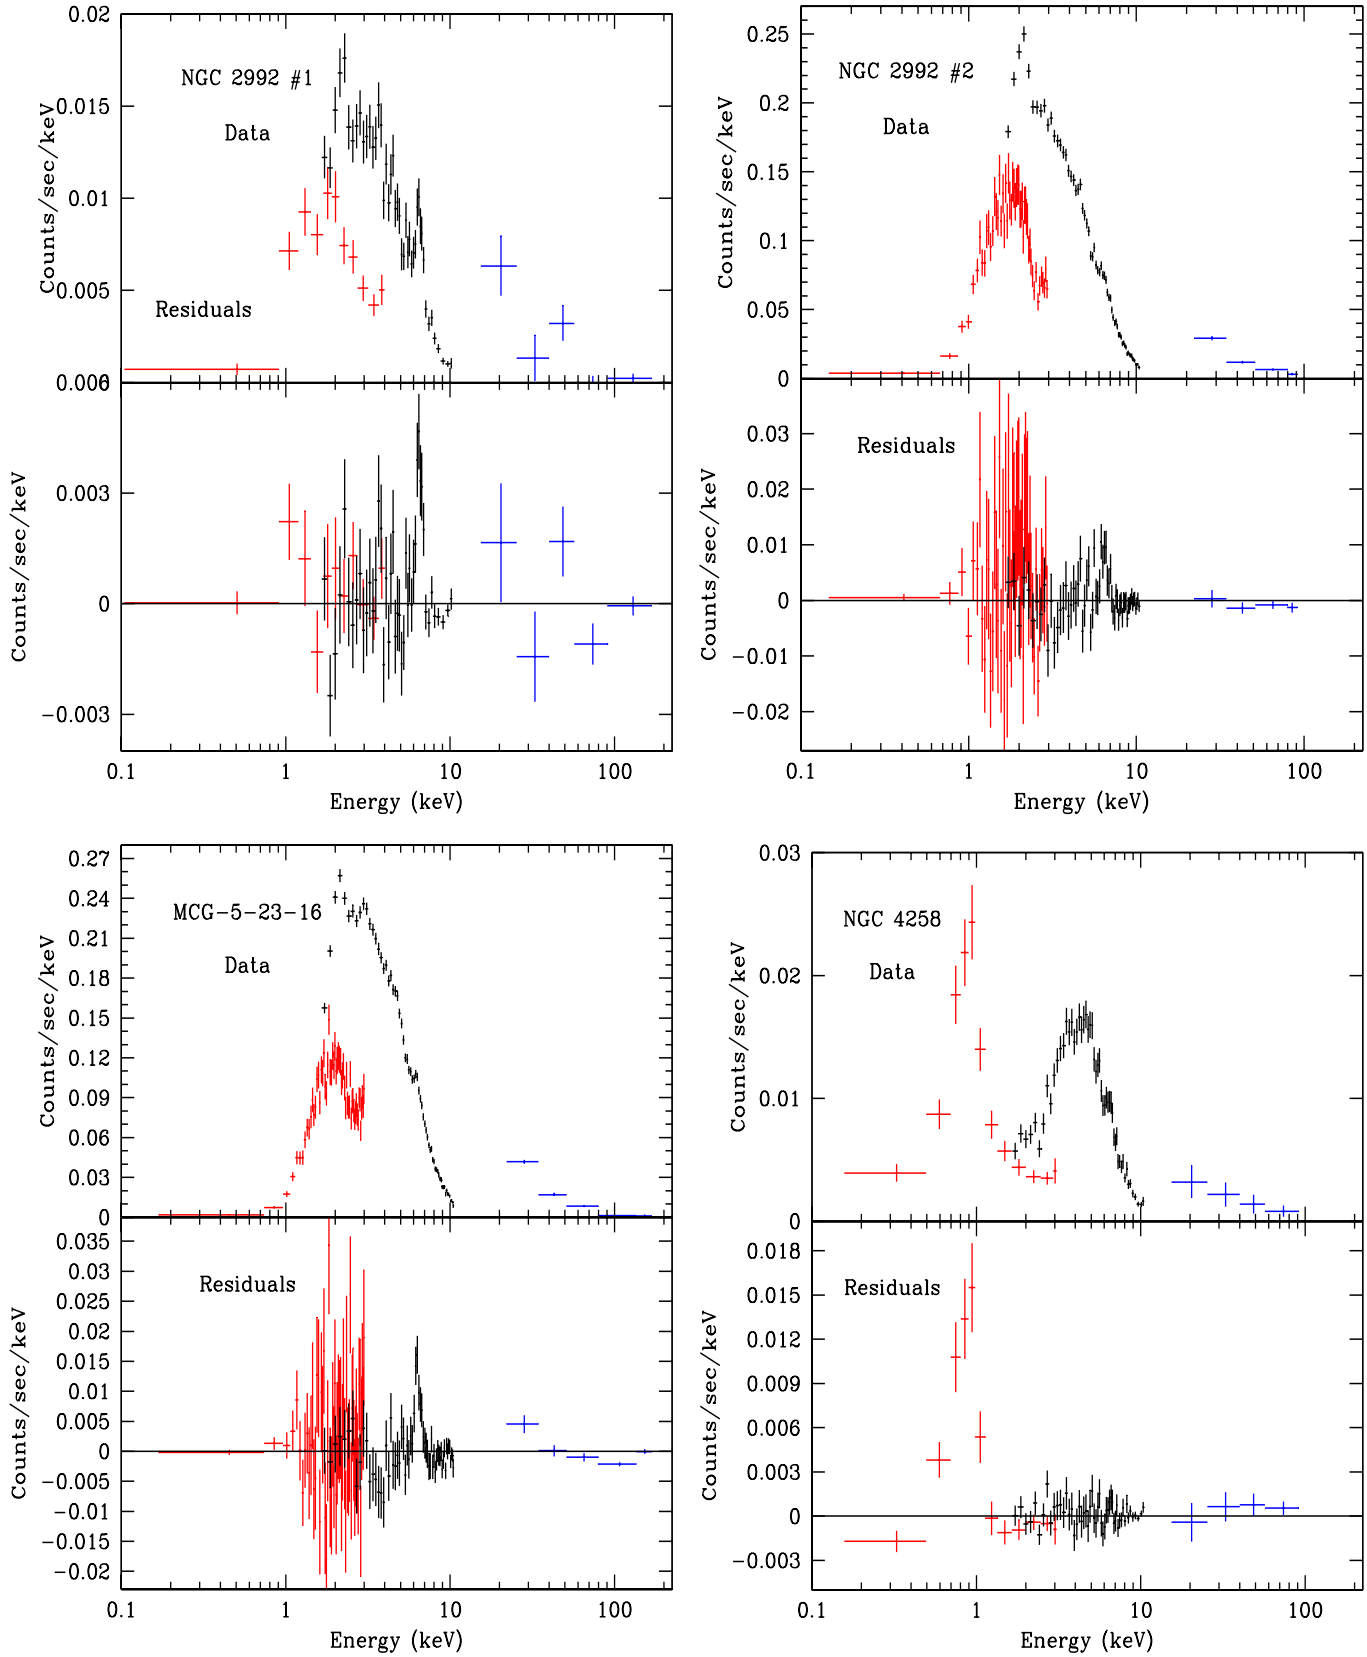 NGC 2992 #1
Data
Residuals
Counts/sec/keV
0.015
0.01
0.005
0.000
0
Counts/sec/keV
0.003
0
-0.003
0.1 1 10 100
Energy (keV)
NGC 2992 #2
Data
Counts/sec/keV
0.25
0.2
0.15
0.1
0.05
0
Residuals
Counts/sec/keV
0.03
0.02
0.01
0
-0.01
-0.02
0.1 1 10 100
Energy (keV)
MCG-5-23-16
Data
Counts/sec/keV
0.27
0.24
0.21
0.18
0.15
0.12
0.09
0.06
0.03
0
Residuals
Counts/sec/keV
0.035
0.03
0.025
0.02
0.015
0.01
0.005
0
-0.005
-0.01
-0.015
-0.02
0.1 1 10 100
Energy (keV)
NGC 4258
Data
Counts/sec/keV
0.03
0.02
0.01
0
Residuals
Counts/sec/keV
0.018
0.015
0.012
0.009
0.006
0.003
0
-0.003
0.1 1 10 100
Energy (keV)